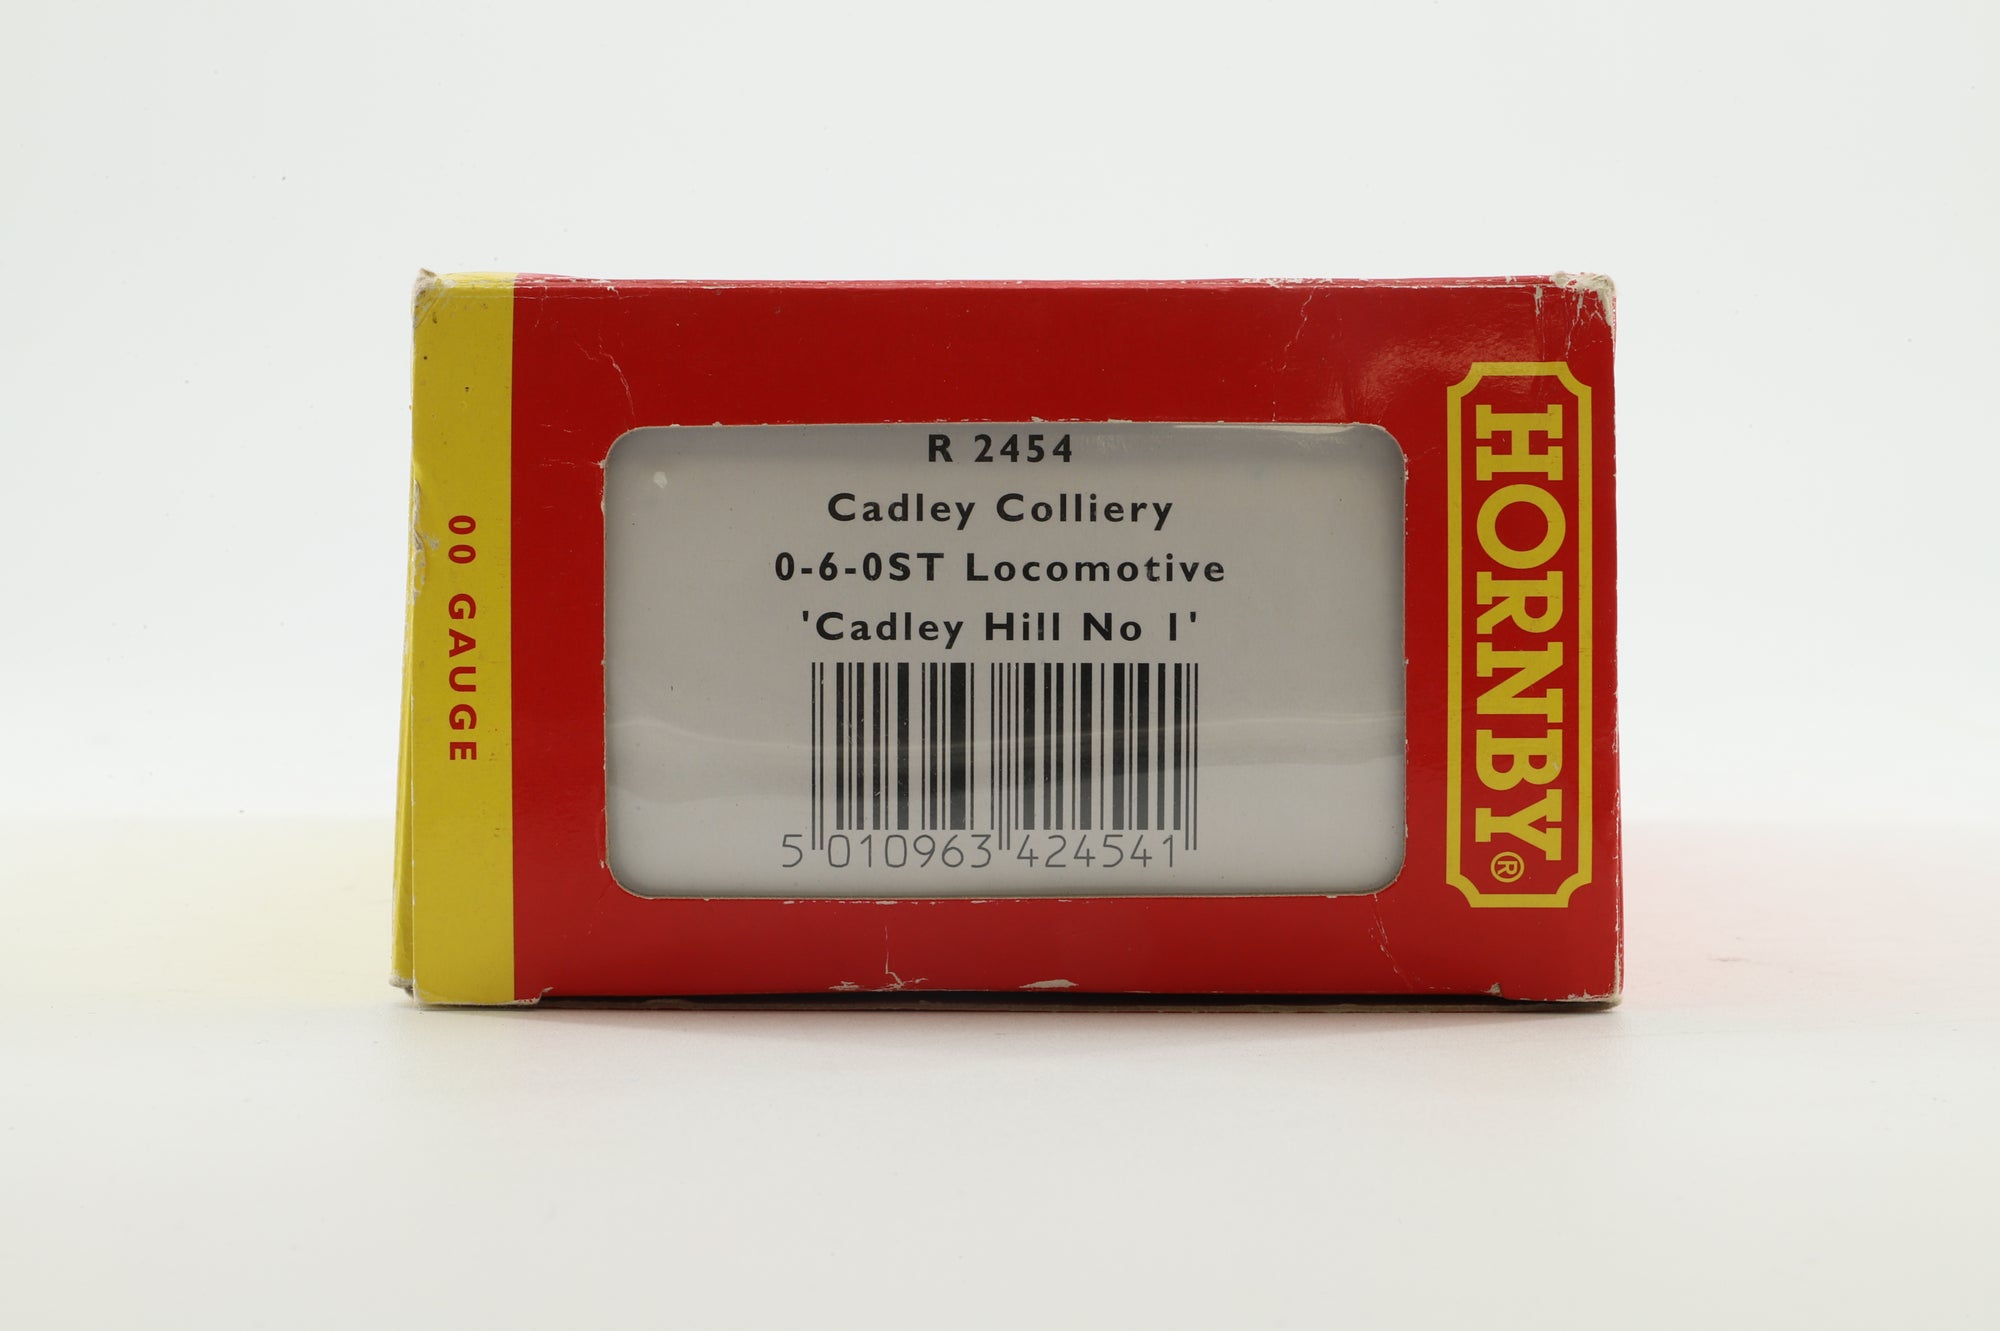 00 GAUGE
R 2454
Cadley Colliery
0-6-0ST Locomotive
'Cadley Hill No 1'
5 010963 424541
HORNBY®